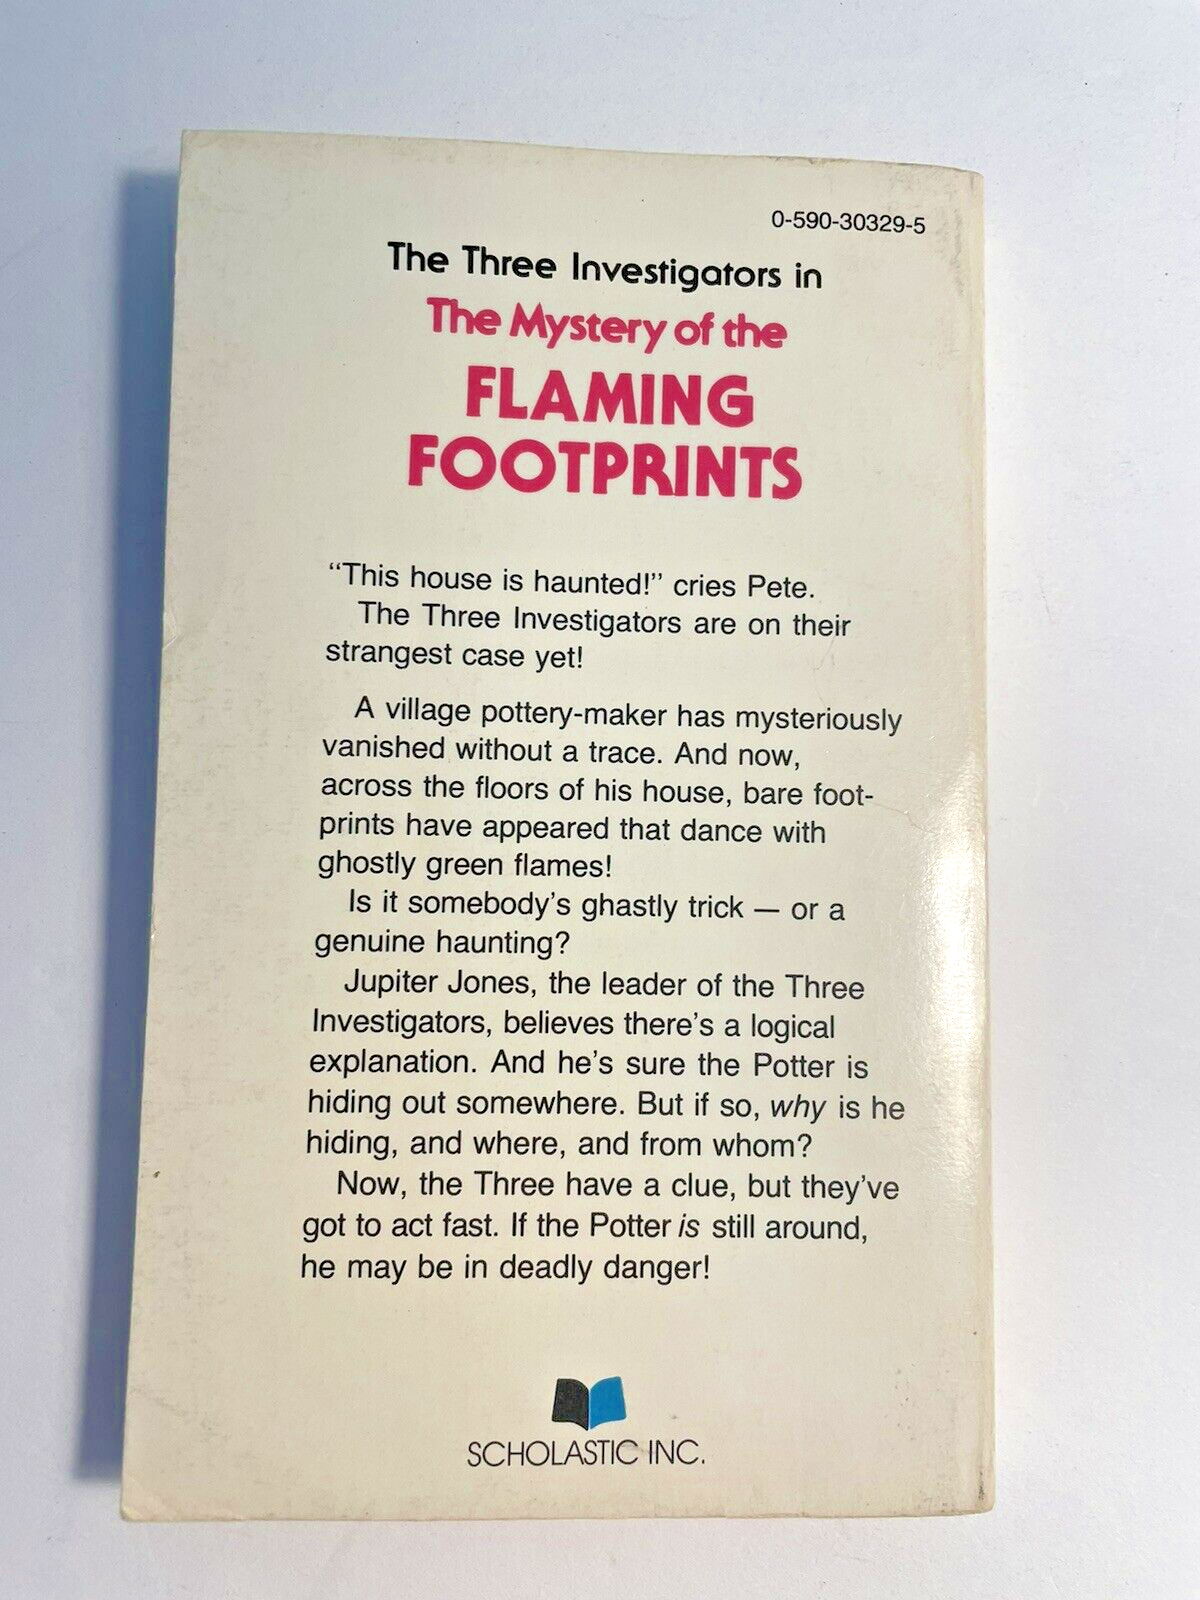 0-590-30329-5
The Three Investigators in
The Mystery of the
FLAMING
FOOTPRINTS
“This house is haunted!” cries Pete.
The Three Investigators are on their
strangest case yet!
A village pottery-maker has mysteriously
vanished without a trace. And now,
across the floors of his house, bare foot-
prints have appeared that dance with
ghostly green flames!
Is it somebody’s ghastly trick — or a
genuine haunting?
Jupiter Jones, the leader of the Three
Investigators, believes there’s a logical
explanation. And he’s sure the Potter is
hiding out somewhere. But if so, why is he
hiding, and where, and from whom?
Now, the Three have a clue, but they’ve
got to act fast. If the Potter is still around,
he may be in deadly danger!
SCHOLASTIC INC.